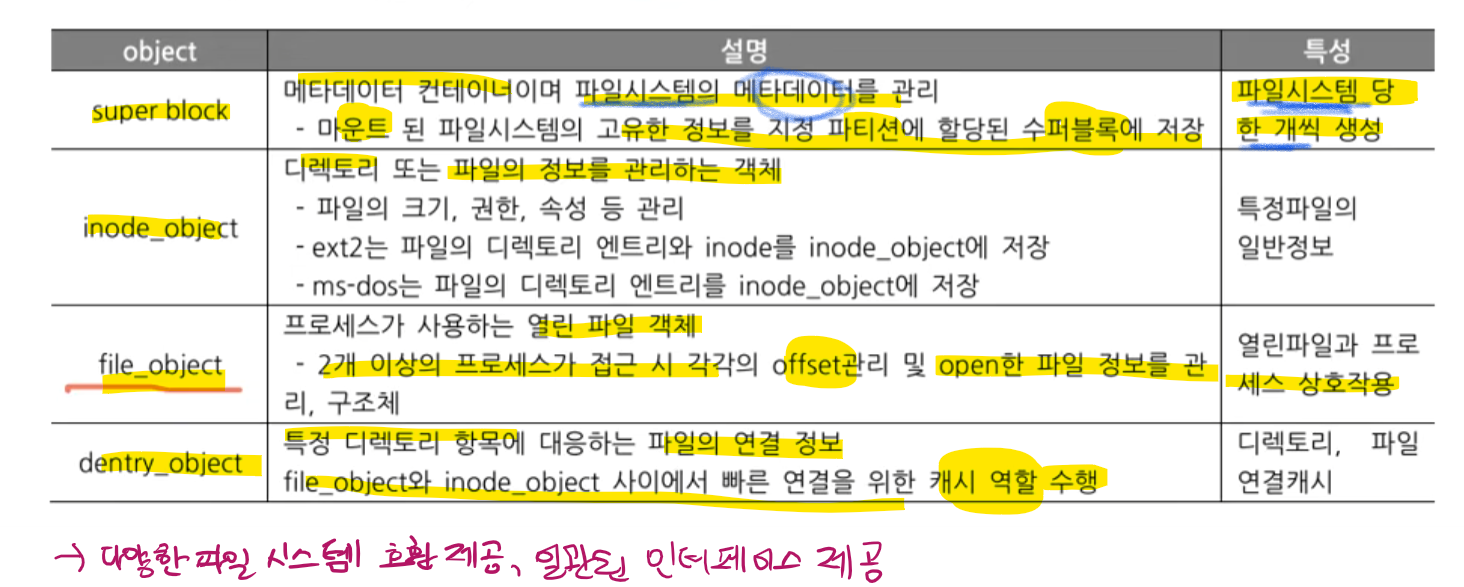 object 설명 특성
super block
메타데이터 컨테이너이며 파일시스템의 메타데이터를 관리
- 마운트 된 파일시스템의 고유한 정보를 지정 파티션에 할당된 수퍼블록에 저장
파일시스템 당
한 개씩 생성
inode_object
디렉토리 또는 파일의 정보를 관리하는 객체
- 파일의 크기, 권한, 속성 등 관리
- ext2는 파일의 디렉토리 엔트리와 inode를 inode_object에 저장
- ms-dos는 파일의 디렉토리 엔트리를 inode_object에 저장
특정파일의
일반정보
file_object
프로세스가 사용하는 열린 파일 객체
- 2개 이상의 프로세스가 접근 시 각각의 offset관리 및 open한 파일 정보를 관
리, 구조체
열린파일과 프로
세스 상호작용
dentry_object
특정 디렉토리 항목에 대응하는 파일의 연결 정보
file_object와 inode_object 사이에서 빠른 연결을 위한 캐시 역할 수행
디렉토리, 파일
연결캐시
→ 다양한 파일 시스템 호환 제공, 일관된 인터페이스 제공